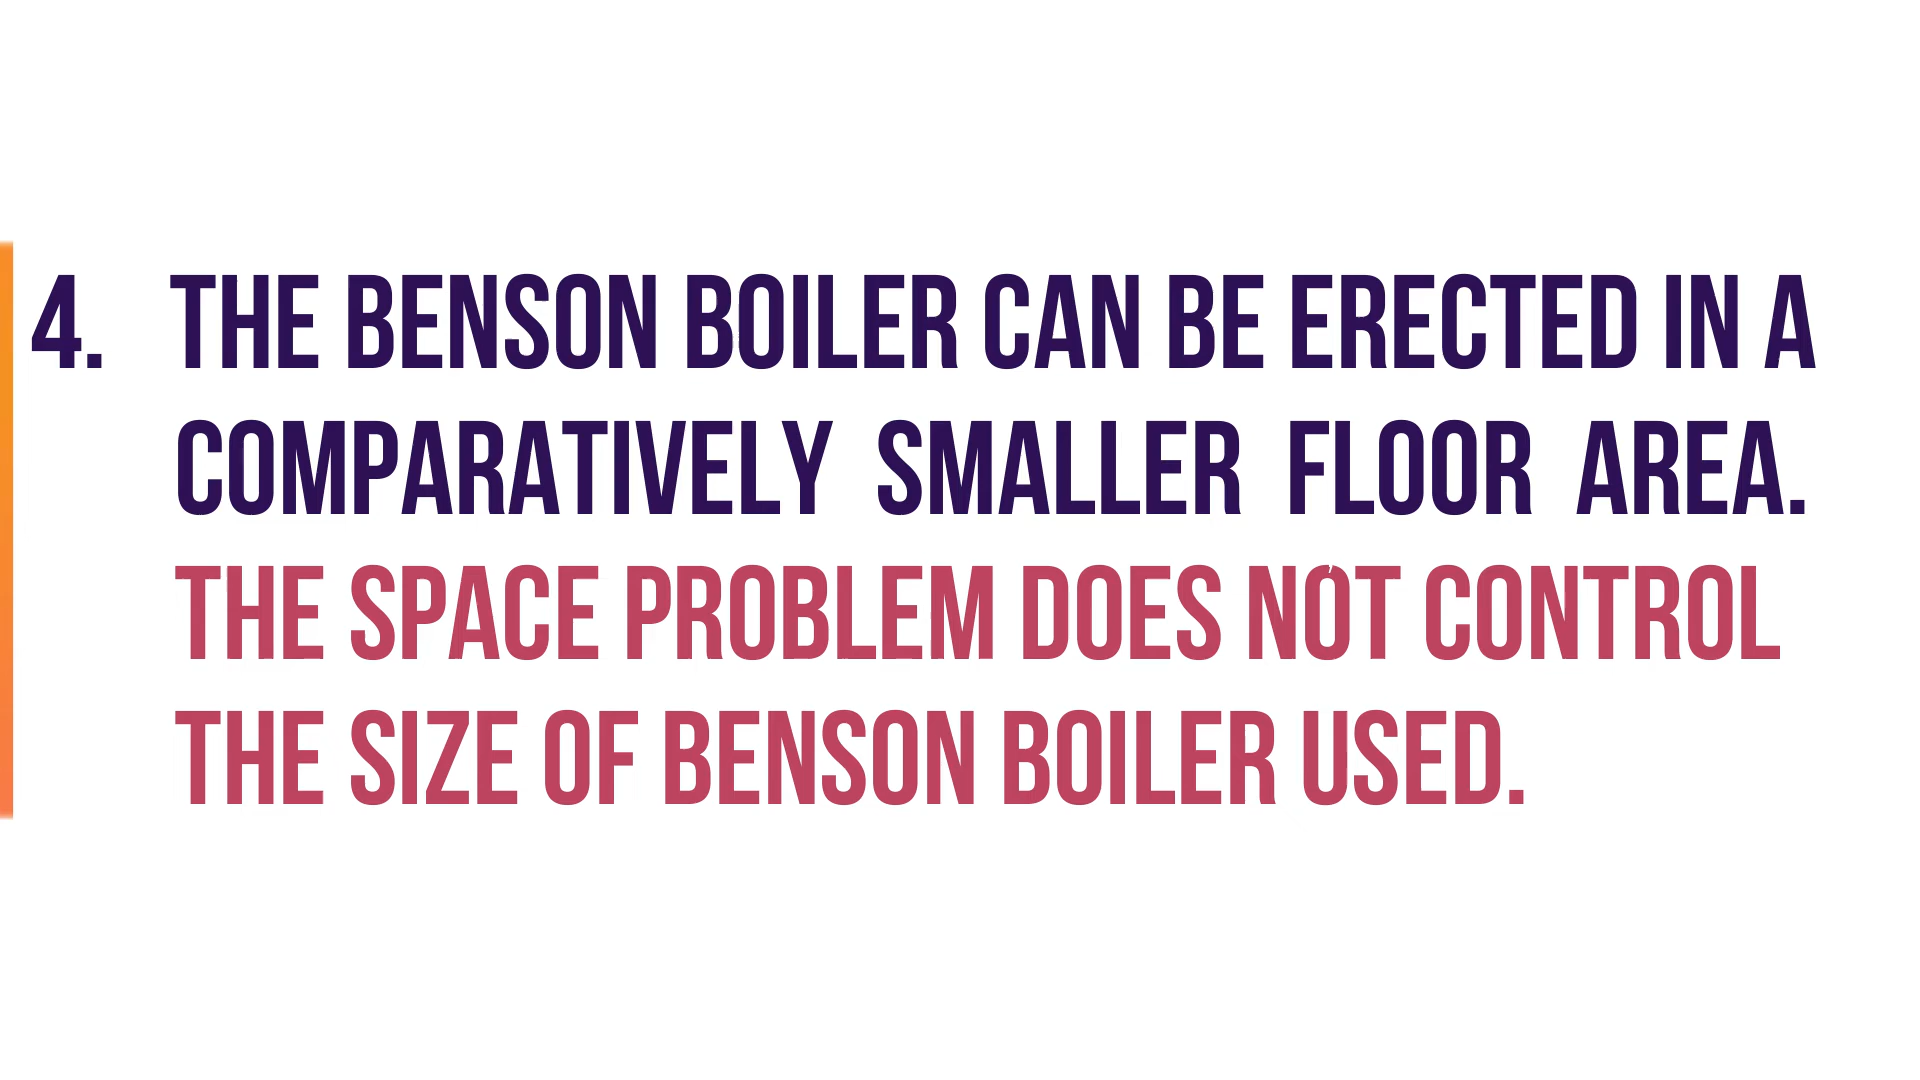 4. THE BENSON BOILER CAN BE ERECTED IN A
COMPARATIVELY SMALLER FLOOR AREA.
THE SPACE PROBLEM DOES NOT CONTROL
THE SIZE OF BENSON BOILER USED.